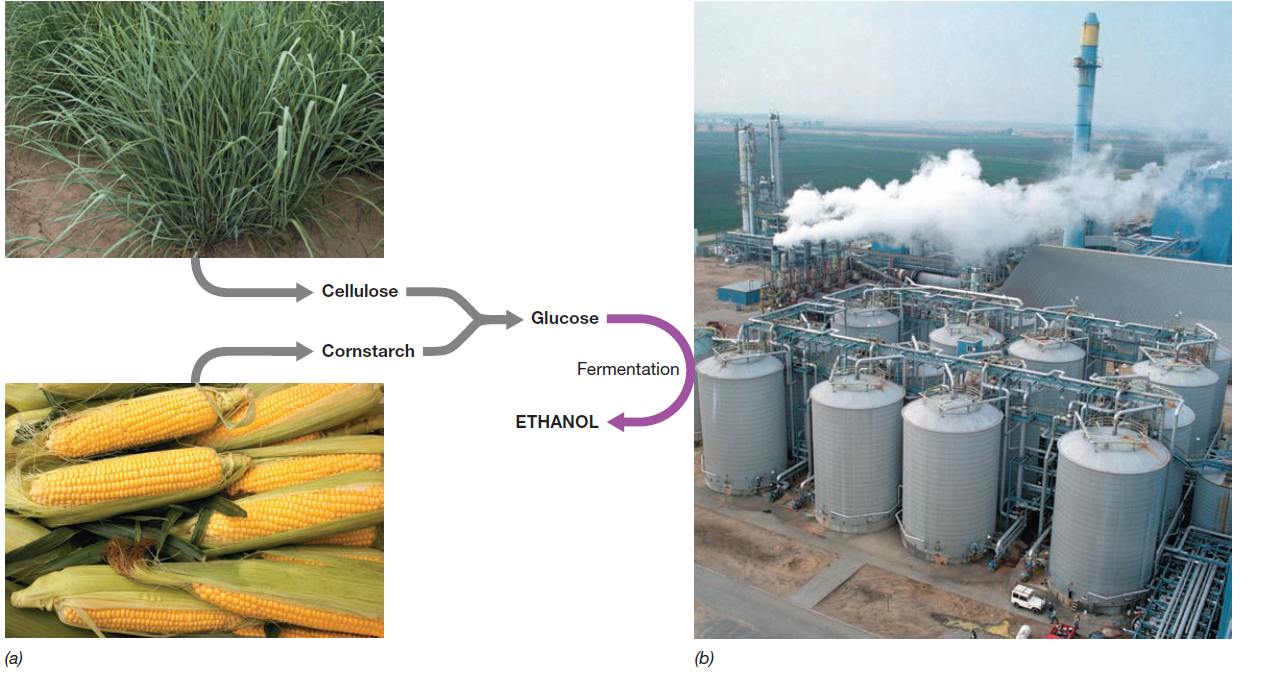 Cellulose
Glucose
Cornstarch
Fermentation
ETHANOL
(a)
(b)